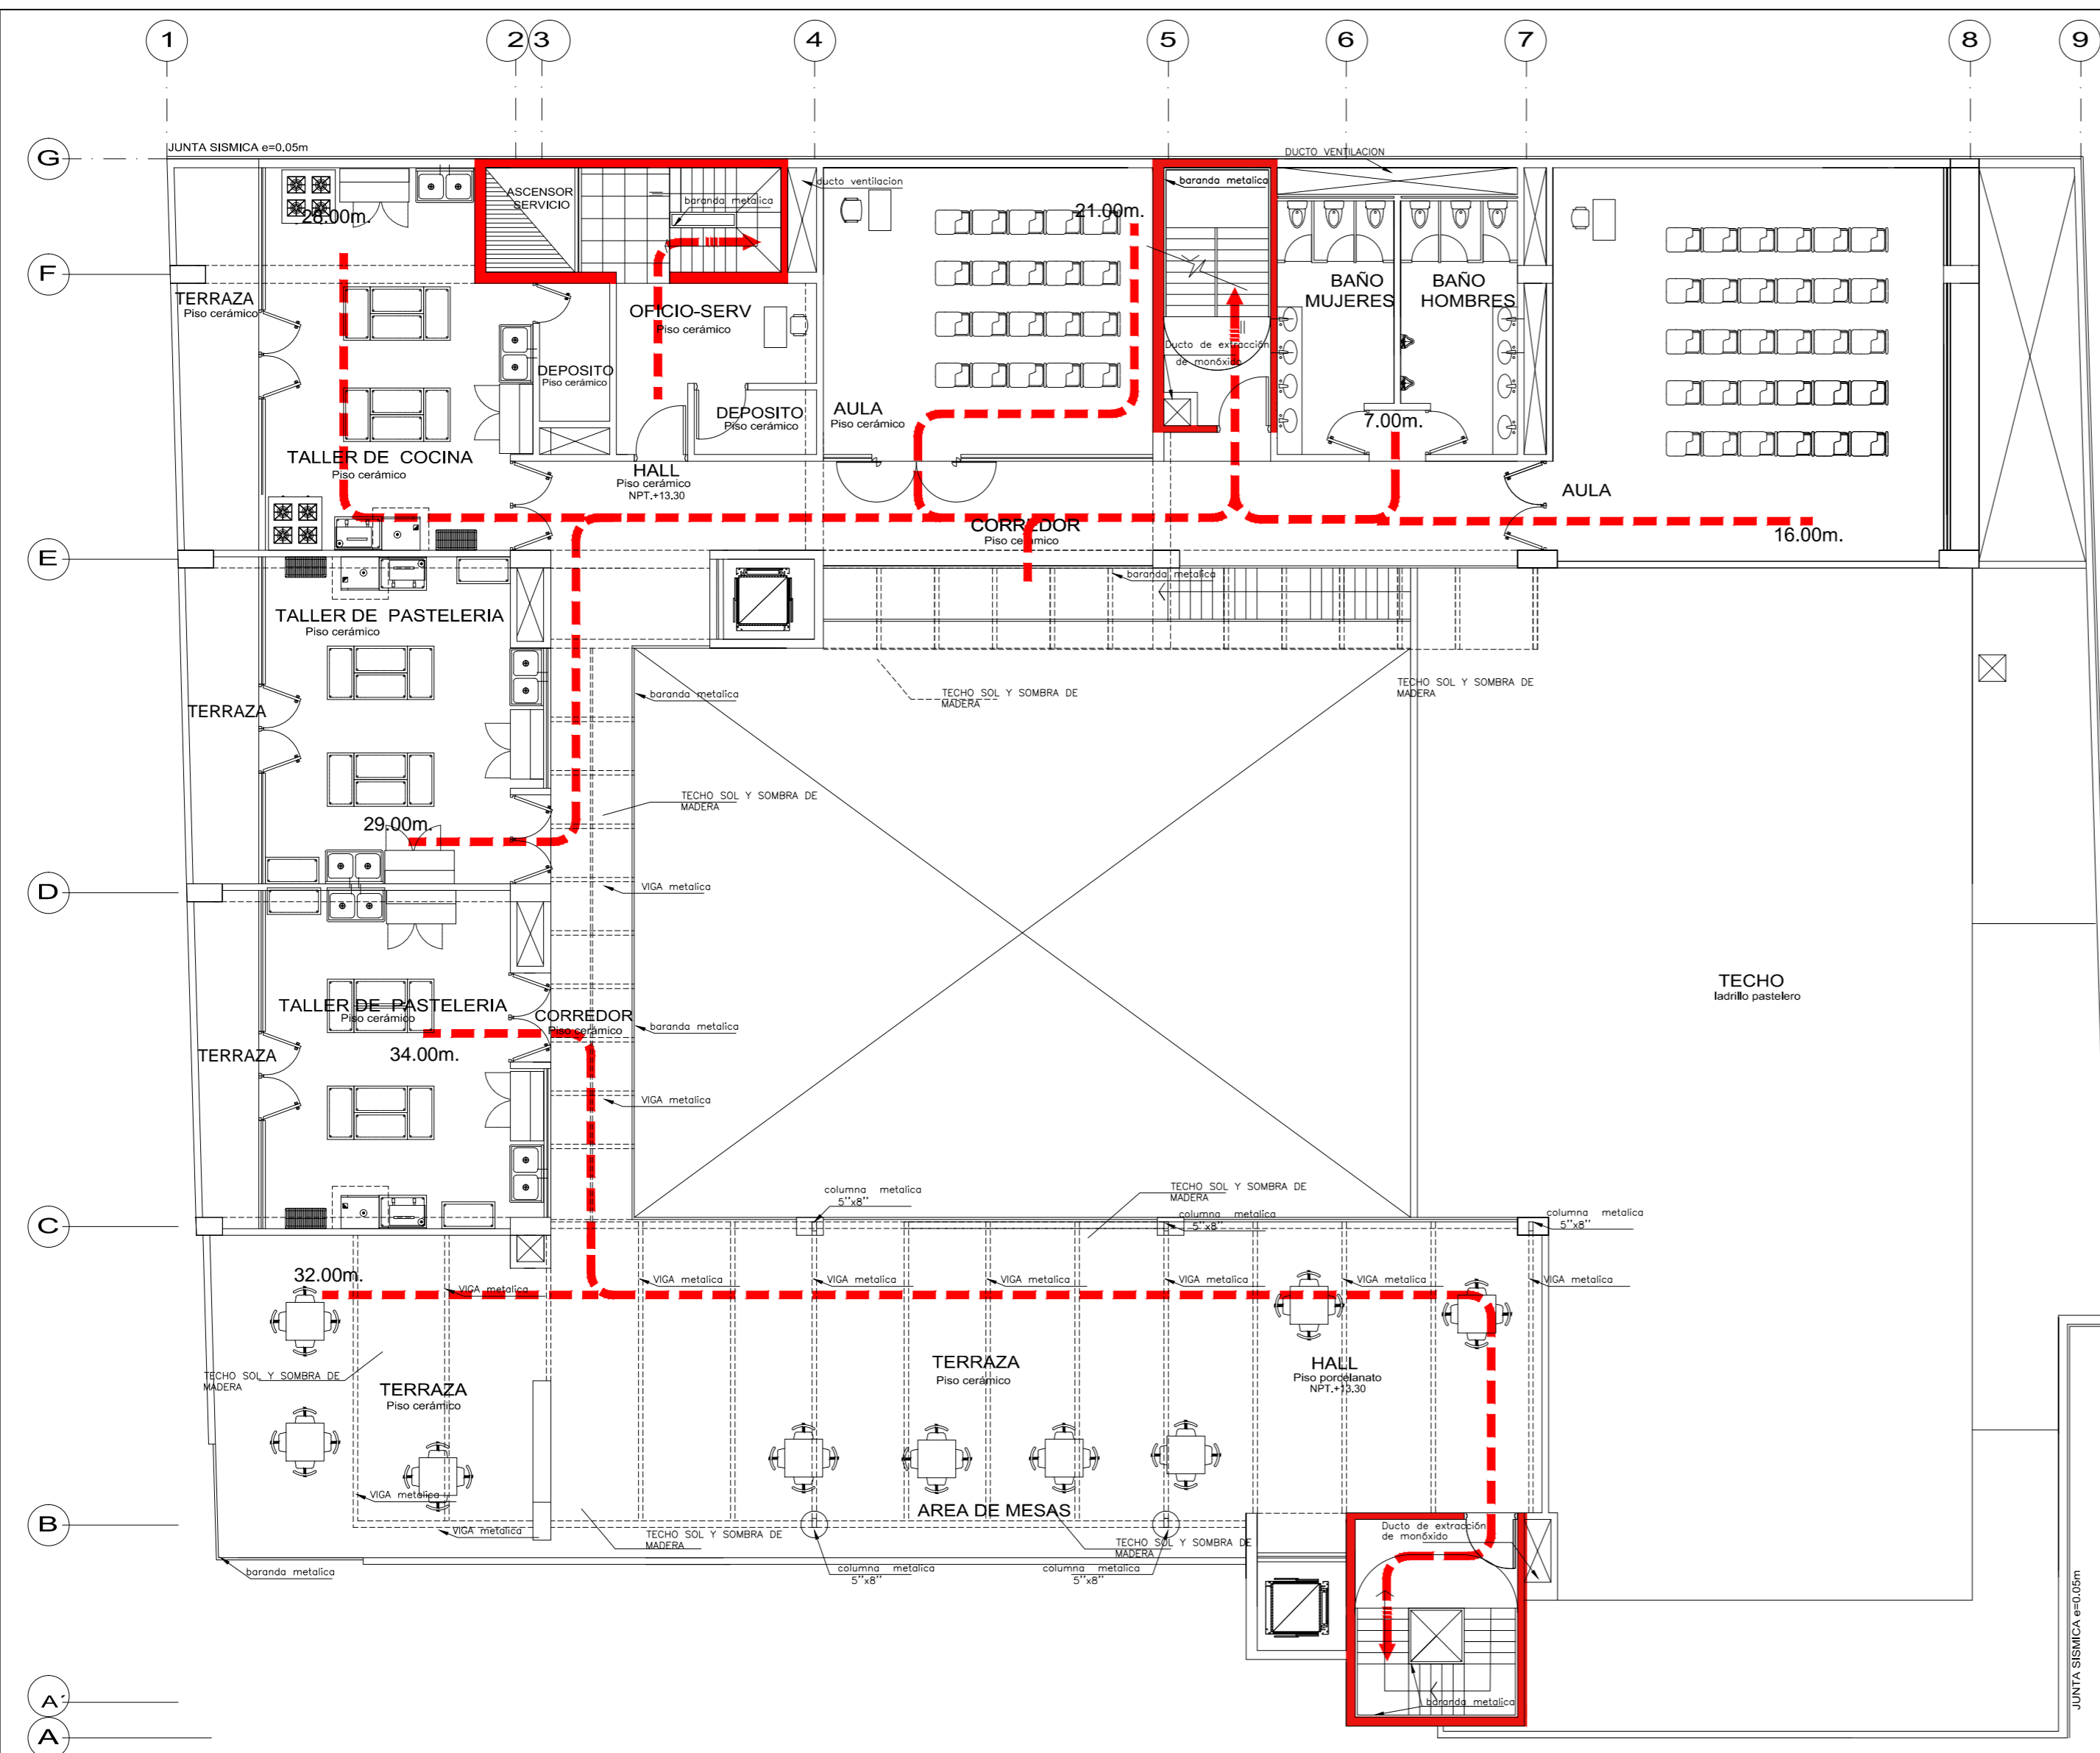 1
2
3
4
5
6
7
8
9
G
JUNTA SISMICA e=0.05m
DUCTO VENTILACION
ASCENSOR
SERVICIO
baranda metalica
ducto ventilacion
baranda metalica
28.00m.
21.00m.
F
TERRAZA
Piso cerámico
OFICIO-SERV
Piso cerámico
BAÑO
MUJERES
BAÑO
HOMBRES
Ducto de extracción
de monóxido
DEPOSITO
Piso cerámico
DEPOSITO
Piso cerámico
AULA
Piso cerámico
7.00m.
TALLER DE COCINA
Piso cerámico
HALL
Piso cerámico
NPT.+13.30
AULA
CORREDOR
Piso cerámico
16.00m.
E
baranda metalica
TALLER DE PASTELERIA
Piso cerámico
TERRAZA
baranda metalica
TECHO SOL Y SOMBRA DE
MADERA
TECHO SOL Y SOMBRA DE
MADERA
TECHO SOL Y SOMBRA DE
MADERA
29.00m.
D
VIGA metalica
TALLER DE PASTELERIA
Piso cerámico
CORREDOR
Piso cerámico
baranda metalica
TECHO
ladrillo pastelero
TERRAZA
34.00m.
VIGA metalica
C
columna metalica
5"x8"
TECHO SOL Y SOMBRA DE
MADERA
columna metalica
5"x8"
columna metalica
5"x8"
32.00m.
VIGA metalica
VIGA metalica
VIGA metalica
VIGA metalica
VIGA metalica
VIGA metalica
VIGA metalica
TECHO SOL Y SOMBRA DE
MADERA
TERRAZA
Piso cerámico
TERRAZA
Piso cerámico
HALL
Piso porcelanato
NPT.+13.30
VIGA metalica
AREA DE MESAS
B
VIGA metalica
TECHO SOL Y SOMBRA DE
MADERA
TECHO SOL Y SOMBRA DE
MADERA
Ducto de extracción
de monóxido
baranda metalica
columna metalica
5"x8"
columna metalica
5"x8"
JUNTA SISMICA e=0.05m
A'
baranda metalica
A